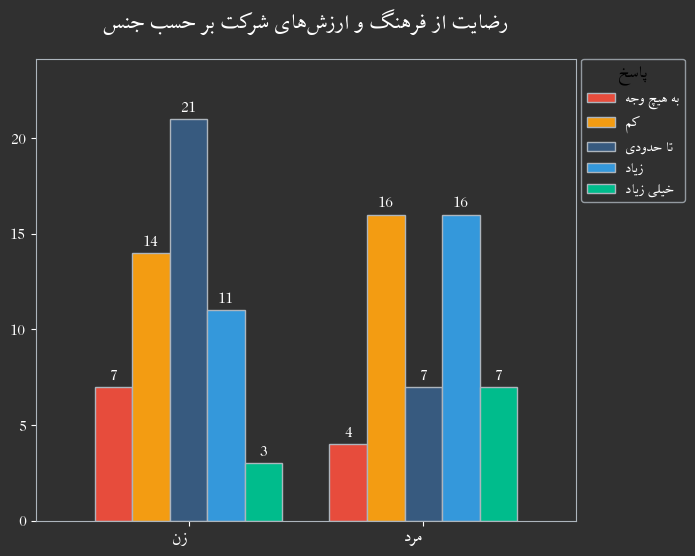 رضایت از فرهنگ و ارزش‌های شرکت بر حسب جنس
پاسخ
به هیچ وجه
کم
تا حدودی
زیاد
خیلی زیاد
20
15
10
5
0
7
14
21
11
3
4
16
7
16
7
زن
مرد